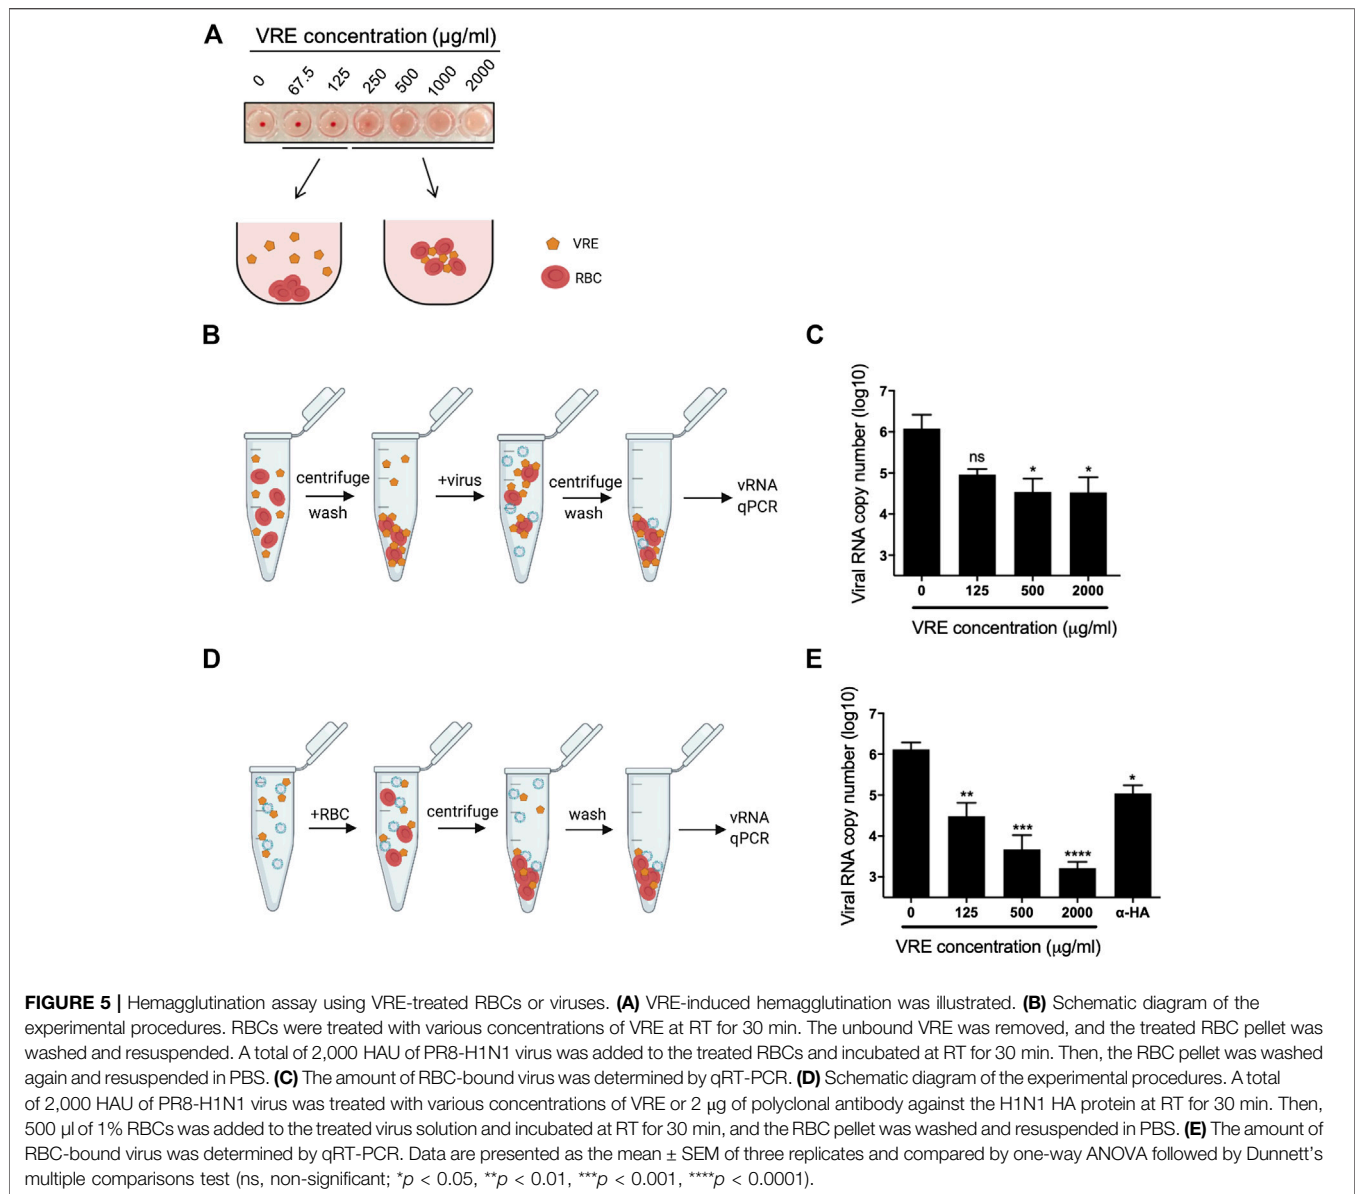 A
VRE concentration (µg/ml)
0 67.5 125 250 500 1000 2000
VRE
RBC
B
centrifuge
wash
+virus
centrifuge
wash
vRNA
qPCR
C
Viral RNA copy number (log10)
7
6
5
4
3
ns
*
*
0 125 500 2000
VRE concentration (µg/ml)
D
+RBC
centrifuge
wash
vRNA
qPCR
E
Viral RNA copy number (log10)
7
6
5
4
3
**
***
****
*
0 125 500 2000 α-HA
VRE concentration (µg/ml)
FIGURE 5 | Hemagglutination assay using VRE-treated RBCs or viruses. (A) VRE-induced hemagglutination was illustrated. (B) Schematic diagram of the
experimental procedures. RBCs were treated with various concentrations of VRE at RT for 30 min. The unbound VRE was removed, and the treated RBC pellet was
washed and resuspended. A total of 2,000 HAU of PR8-H1N1 virus was added to the treated RBCs and incubated at RT for 30 min. Then, the RBC pellet was washed
again and resuspended in PBS. (C) The amount of RBC-bound virus was determined by qRT-PCR. (D) Schematic diagram of the experimental procedures. A total
of 2,000 HAU of PR8-H1N1 virus was treated with various concentrations of VRE or 2 µg of polyclonal antibody against the H1N1 HA protein at RT for 30 min. Then,
500 µl of 1% RBCs was added to the treated virus solution and incubated at RT for 30 min, and the RBC pellet was washed and resuspended in PBS. (E) The amount of
RBC-bound virus was determined by qRT-PCR. Data are presented as the mean ± SEM of three replicates and compared by one-way ANOVA followed by Dunnett's
multiple comparisons test (ns, non-significant; *p < 0.05, **p < 0.01, ***p < 0.001, ****p < 0.0001).